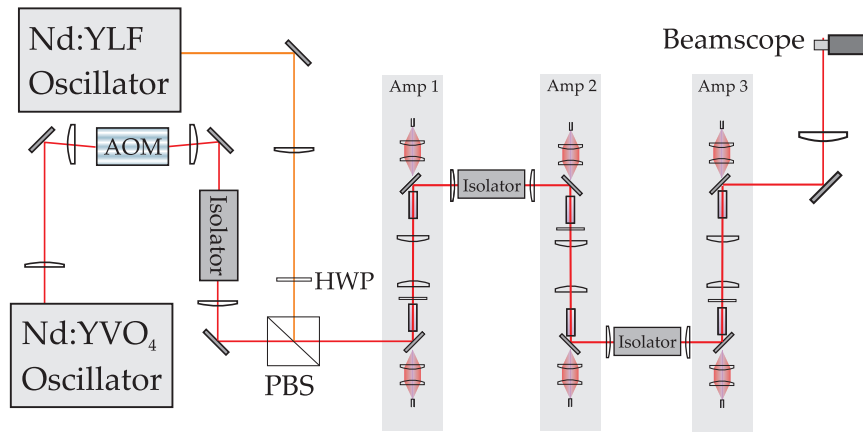 Nd:YLF
Oscillator
Beamscope
Amp 1
Amp 2
Amp 3
AOM
Isolator
Isolator
Isolator
HWP
Nd:YVO₄
Oscillator
PBS